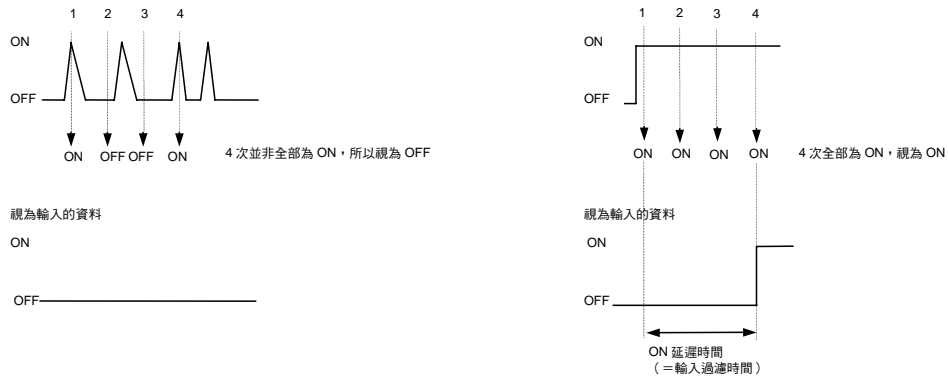 1 2 3 4
ON
OFF
ON OFF OFF ON
4 次並非全部為 ON，所以視為 OFF
視為輸入的資料
ON
OFF
1 2 3 4
ON
OFF
ON ON ON ON
4 次全部為 ON，視為 ON
視為輸入的資料
ON
OFF
ON 延遲時間
（＝輸入過濾時間）